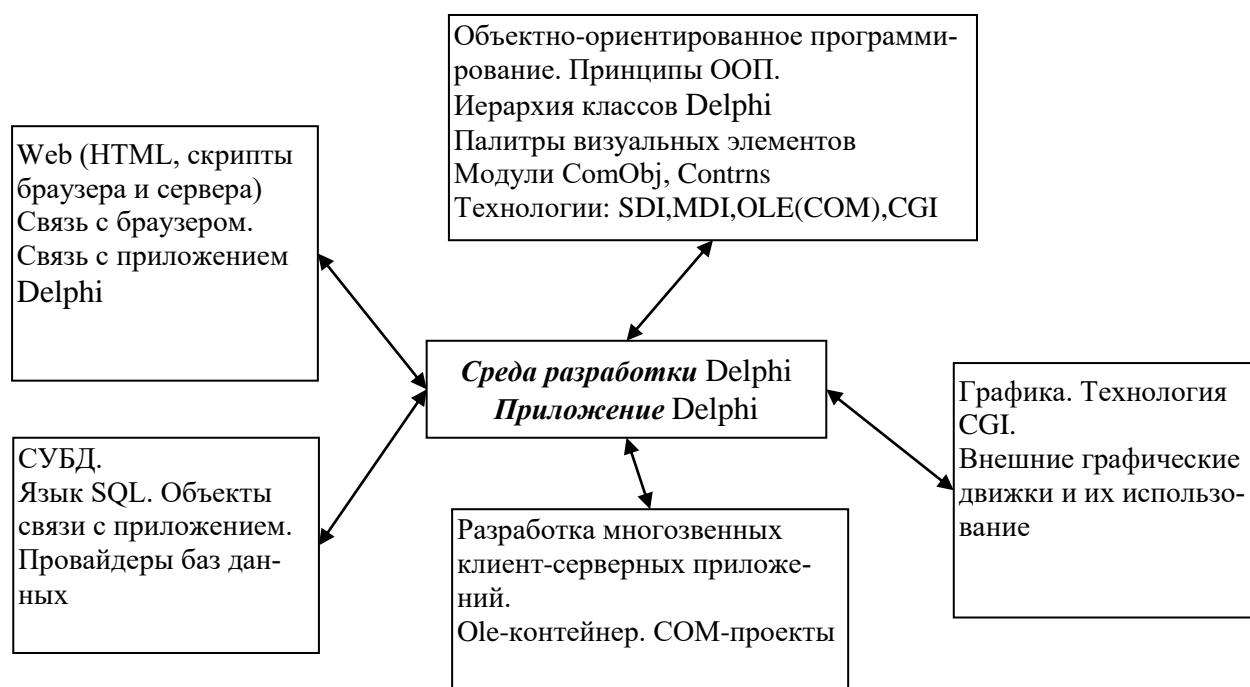 Объектно-ориентированное программи-
рование. Принципы ООП.
Иерархия классов Delphi
Палитры визуальных элементов
Модули ComObj, Contrns
Технологии: SDI,MDI,OLE(COM),CGI
Web (HTML, скрипты
браузера и сервера)
Связь с браузером.
Связь с приложением
Delphi
Среда разработки Delphi
Приложение Delphi
Графика. Технология
CGI.
Внешние графические
движки и их использо-
вание
СУБД.
Язык SQL. Объекты
связи с приложением.
Провайдеры баз дан-
ных
Разработка многозвенных
клиент-серверных приложе-
ний.
Ole-контейнер. COM-проекты